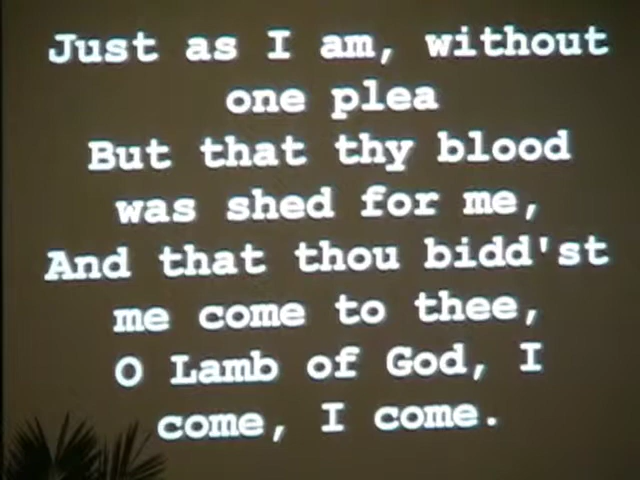 Just as I am, without
one plea
But that thy blood
was shed for me,
And that thou bidd'st
me come to thee,
O Lamb of God, I
come, I come.